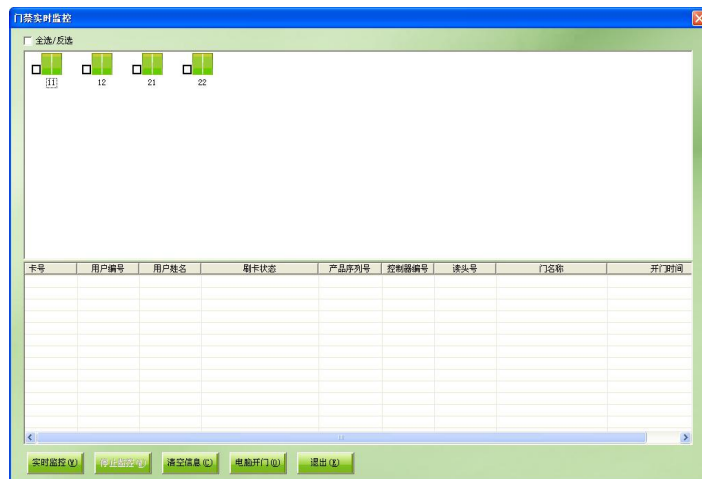 门禁实时监控
全选/反选
11 12 21 22
卡号 用户编号 用户姓名 刷卡状态 产品序列号 控制器编号 读头号 门名称 开门时间
实时监控(Y) 停止监控 清空信息(C) 电脑开门(O) 退出(E)